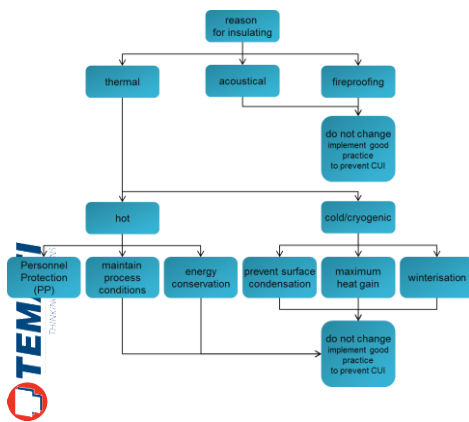 reason
for insulating
thermal
acoustical
fireproofing
do not change
implement good
practice
to prevent CUI
hot
cold/cryogenic
Personnel
Protection
(PP)
maintain
process
conditions
energy
conservation
prevent surface
condensation
maximum
heat gain
winterisation
do not change
implement good
practice
to prevent CUI